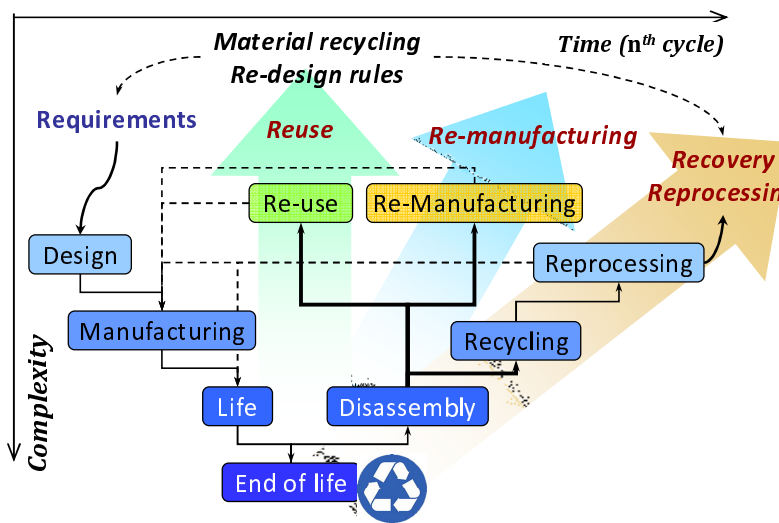 Material recycling
Re-design rules
Time (nth cycle)
Requirements
Reuse
Re-manufacturing
Recovery
Reprocessin
Re-use
Re-Manufacturing
Design
Reprocessing
Manufacturing
Recycling
Complexity
Life
Disassembly
End of life